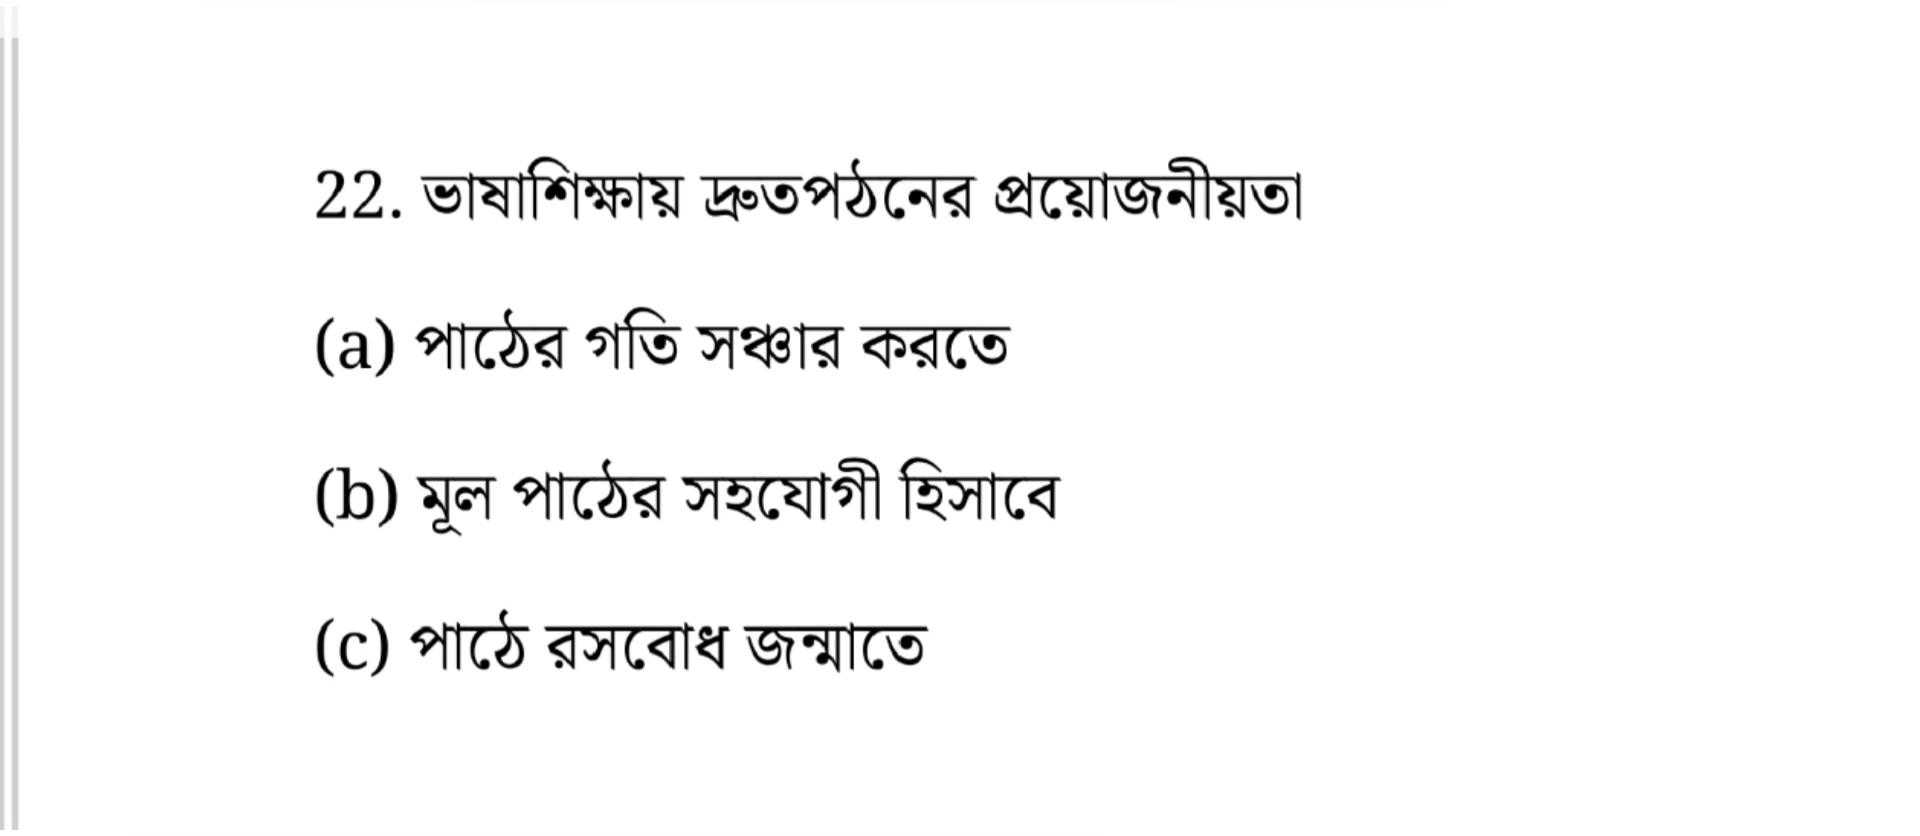 22. ভাষাশিক্ষায় দ্রুতপঠনের প্রয়োজনীয়তা
(a) পাঠের গতি সঞ্চার করতে
(b) মূল পাঠের সহযোগী হিসাবে
(c) পাঠে রসবোধ জন্মাতে